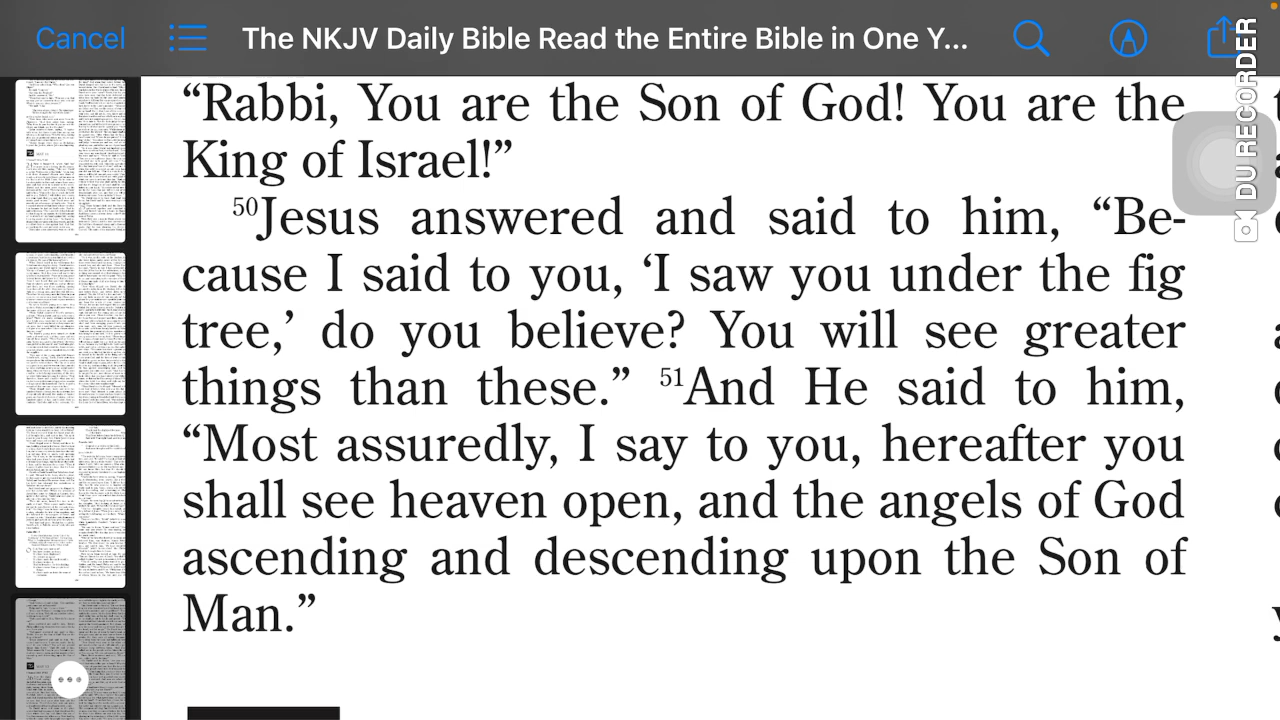 Cancel
The NKJV Daily Bible Read the Entire Bible in One Y...
“Rabbi, You are the Son of God! You are the
King of Israel!”
50Jesus answered and said to him, “Be-
cause I said to you, ‘I saw you under the fig
tree,’ do you believe? You will see greater
things than these.” 51And He said to him,
“Most assuredly, I say to you, hereafter you
shall see heaven open, and the angels of God
ascending and descending upon the Son of
Man.”
DU RECORDER